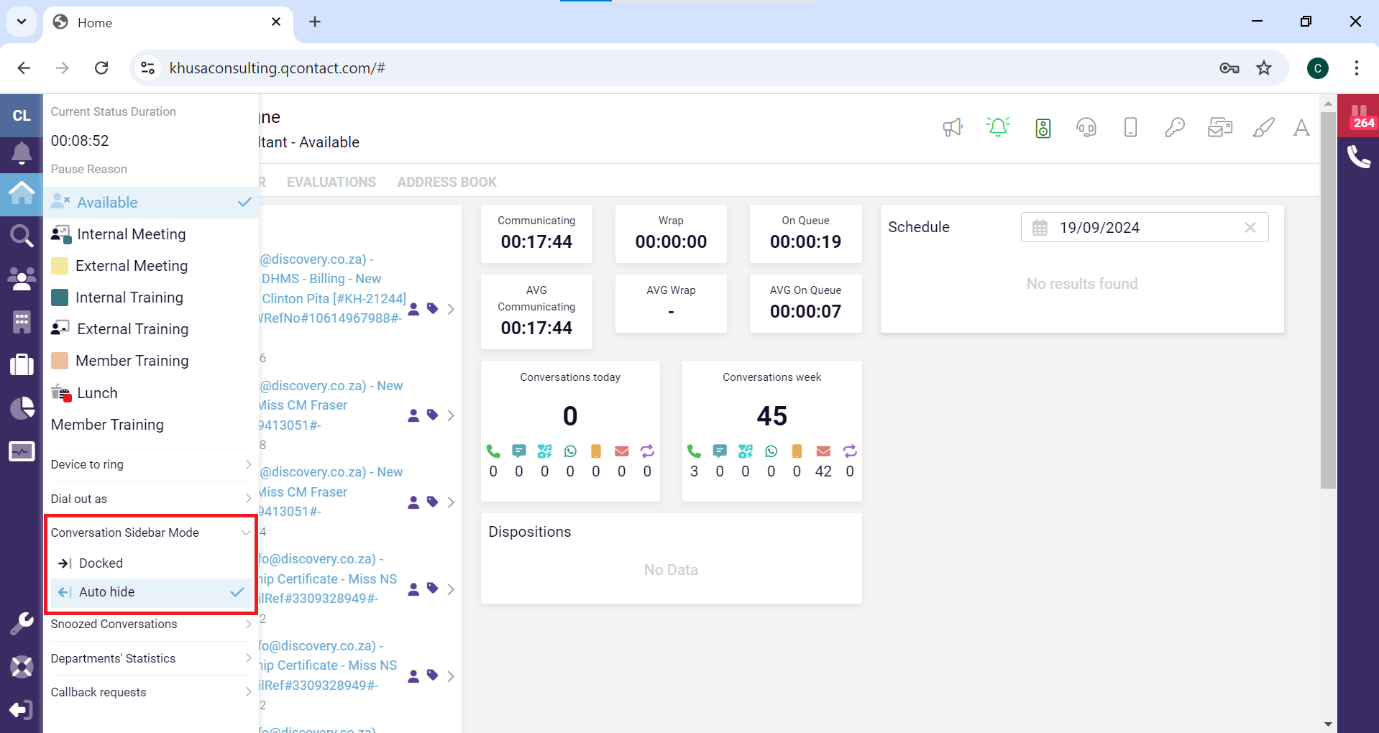 Home
khusaconsulting.qcontact.com/#
C
CL
Current Status Duration
00:08:52
Pause Reason
Available
Internal Meeting
External Meeting
Internal Training
External Training
Member Training
Lunch
Member Training
Device to ring
Dial out as
Conversation Sidebar Mode
Docked
Auto hide
Snoozed Conversations
Departments' Statistics
Callback requests
ne
ltant - Available
A
264
R EVALUATIONS ADDRESS BOOK
@discovery.co.za) -
DHMS - Billing - New
Clinton Pita [#KH-21244]
/RefNo#10614967988#-
6
@discovery.co.za) - New
Miss CM Fraser
9413051#-
8
@discovery.co.za) - New
Miss CM Fraser
9413051#-
4
fo@discovery.co.za) -
hip Certificate - Miss NS
ilRef#3309328949#-
2
fo@discovery.co.za) -
hip Certificate - Miss NS
ilRef#3309328949#-
2
fo@discovery.co.za) -
Communicating
00:17:44
Wrap
00:00:00
On Queue
00:00:19
AVG
Communicating
00:17:44
AVG Wrap
-
AVG On Queue
00:00:07
Conversations today
0
0 0 0 0 0 0 0
Conversations week
45
3 0 0 0 0 42 0
Dispositions
No Data
Schedule
19/09/2024
No results found